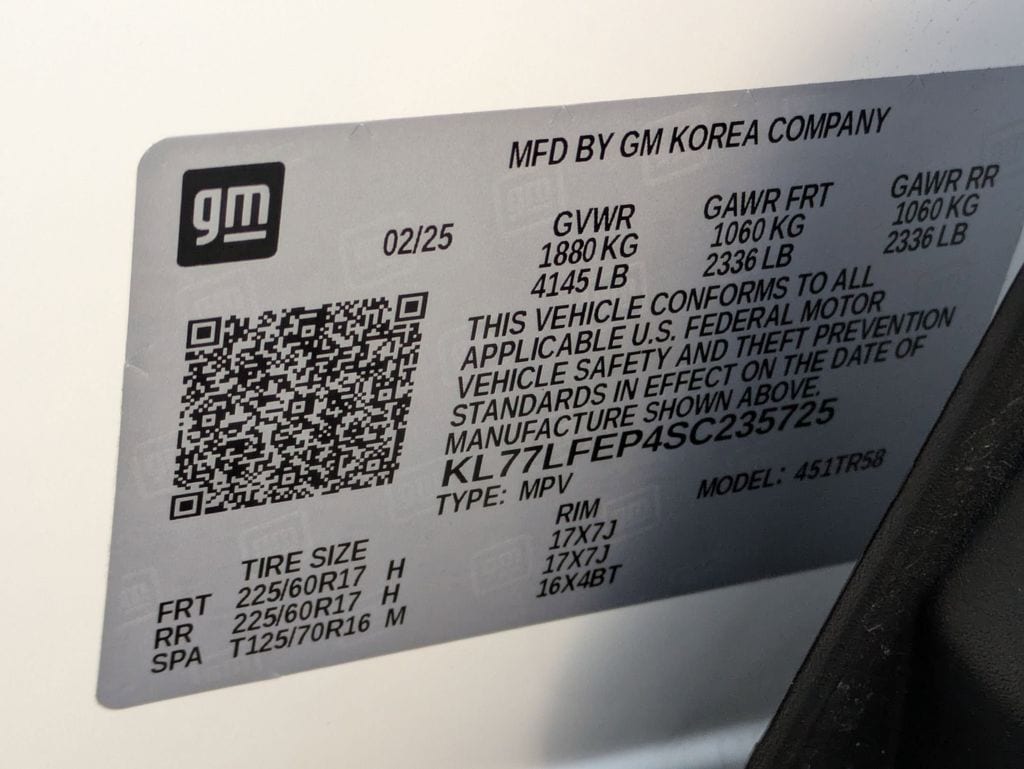 gm
MFD BY GM KOREA COMPANY
02/25
GVWR
1880 KG
4145 LB
GAWR FRT
1060 KG
2336 LB
GAWR RR
1060 KG
2336 LB
THIS VEHICLE CONFORMS TO ALL
APPLICABLE U.S. FEDERAL MOTOR
VEHICLE SAFETY AND THEFT PREVENTION
STANDARDS IN EFFECT ON THE DATE OF
MANUFACTURE SHOWN ABOVE.
KL77LFEP4SC235725
TYPE: MPV MODEL: 451TR58
TIRE SIZE RIM
FRT 225/60R17 H 17X7J
RR 225/60R17 H 17X7J
SPA T125/70R16 M 16X4BT